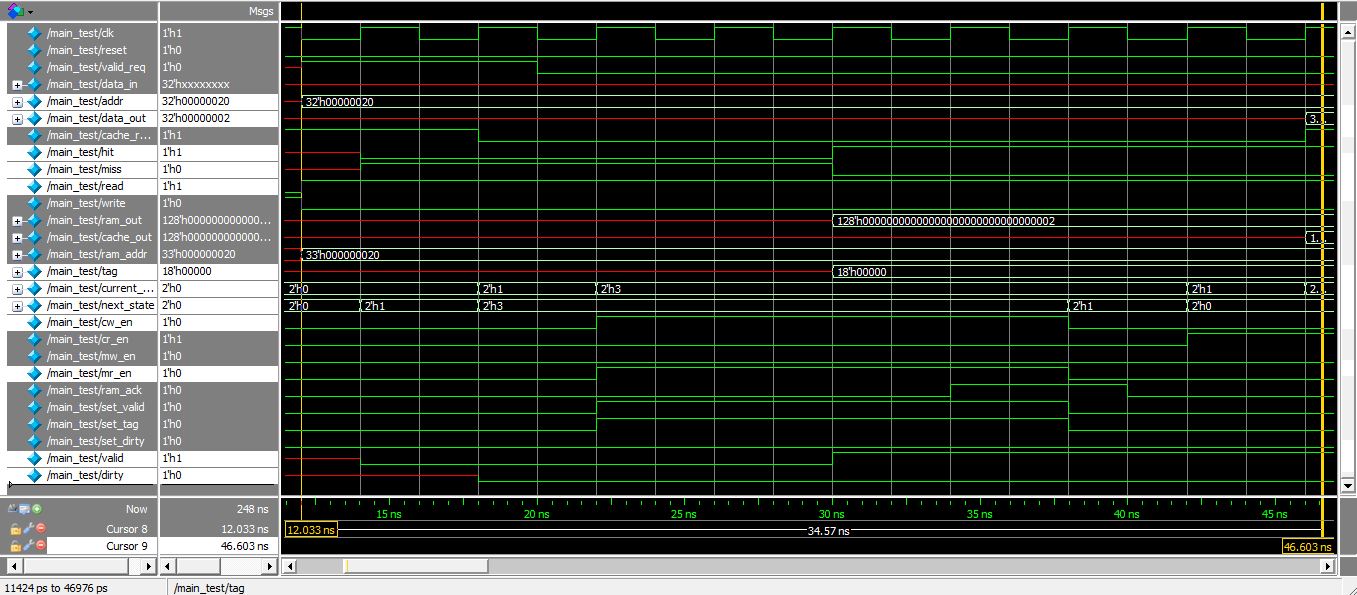 Msgs
/main_test/clk 1'h1
/main_test/reset 1'h0
/main_test/valid_req 1'h0
/main_test/data_in 32'hxxxxxxxx
/main_test/addr 32'h00000020 32'h00000020
/main_test/data_out 32'h00000002 3...
/main_test/cache_r... 1'h1
/main_test/hit 1'h1
/main_test/miss 1'h0
/main_test/read 1'h1
/main_test/write 1'h0
/main_test/ram_out 128'h000000000000... 128'h00000000000000000000000000000002
/main_test/cache_out 128'h000000000000... 1...
/main_test/ram_addr 33'h000000020 33'h000000020
/main_test/tag 18'h00000 18'h00000
/main_test/current_... 2'h0 2'h0 2'h1 2'h3 2'h1 2...
/main_test/next_state 2'h0 2'h0 2'h1 2'h3 2'h1 2'h0
/main_test/cw_en 1'h0
/main_test/cr_en 1'h1
/main_test/mw_en 1'h0
/main_test/mr_en 1'h0
/main_test/ram_ack 1'h0
/main_test/set_valid 1'h0
/main_test/set_tag 1'h0
/main_test/set_dirty 1'h0
/main_test/valid 1'h1
/main_test/dirty 1'h0
Now 248 ns 15 ns 20 ns 25 ns 30 ns 35 ns 40 ns 45 ns
Cursor 8 12.033 ns 12.033 ns 34.57 ns
Cursor 9 46.603 ns 46.603 ns
11424 ps to 46976 ps /main_test/tag